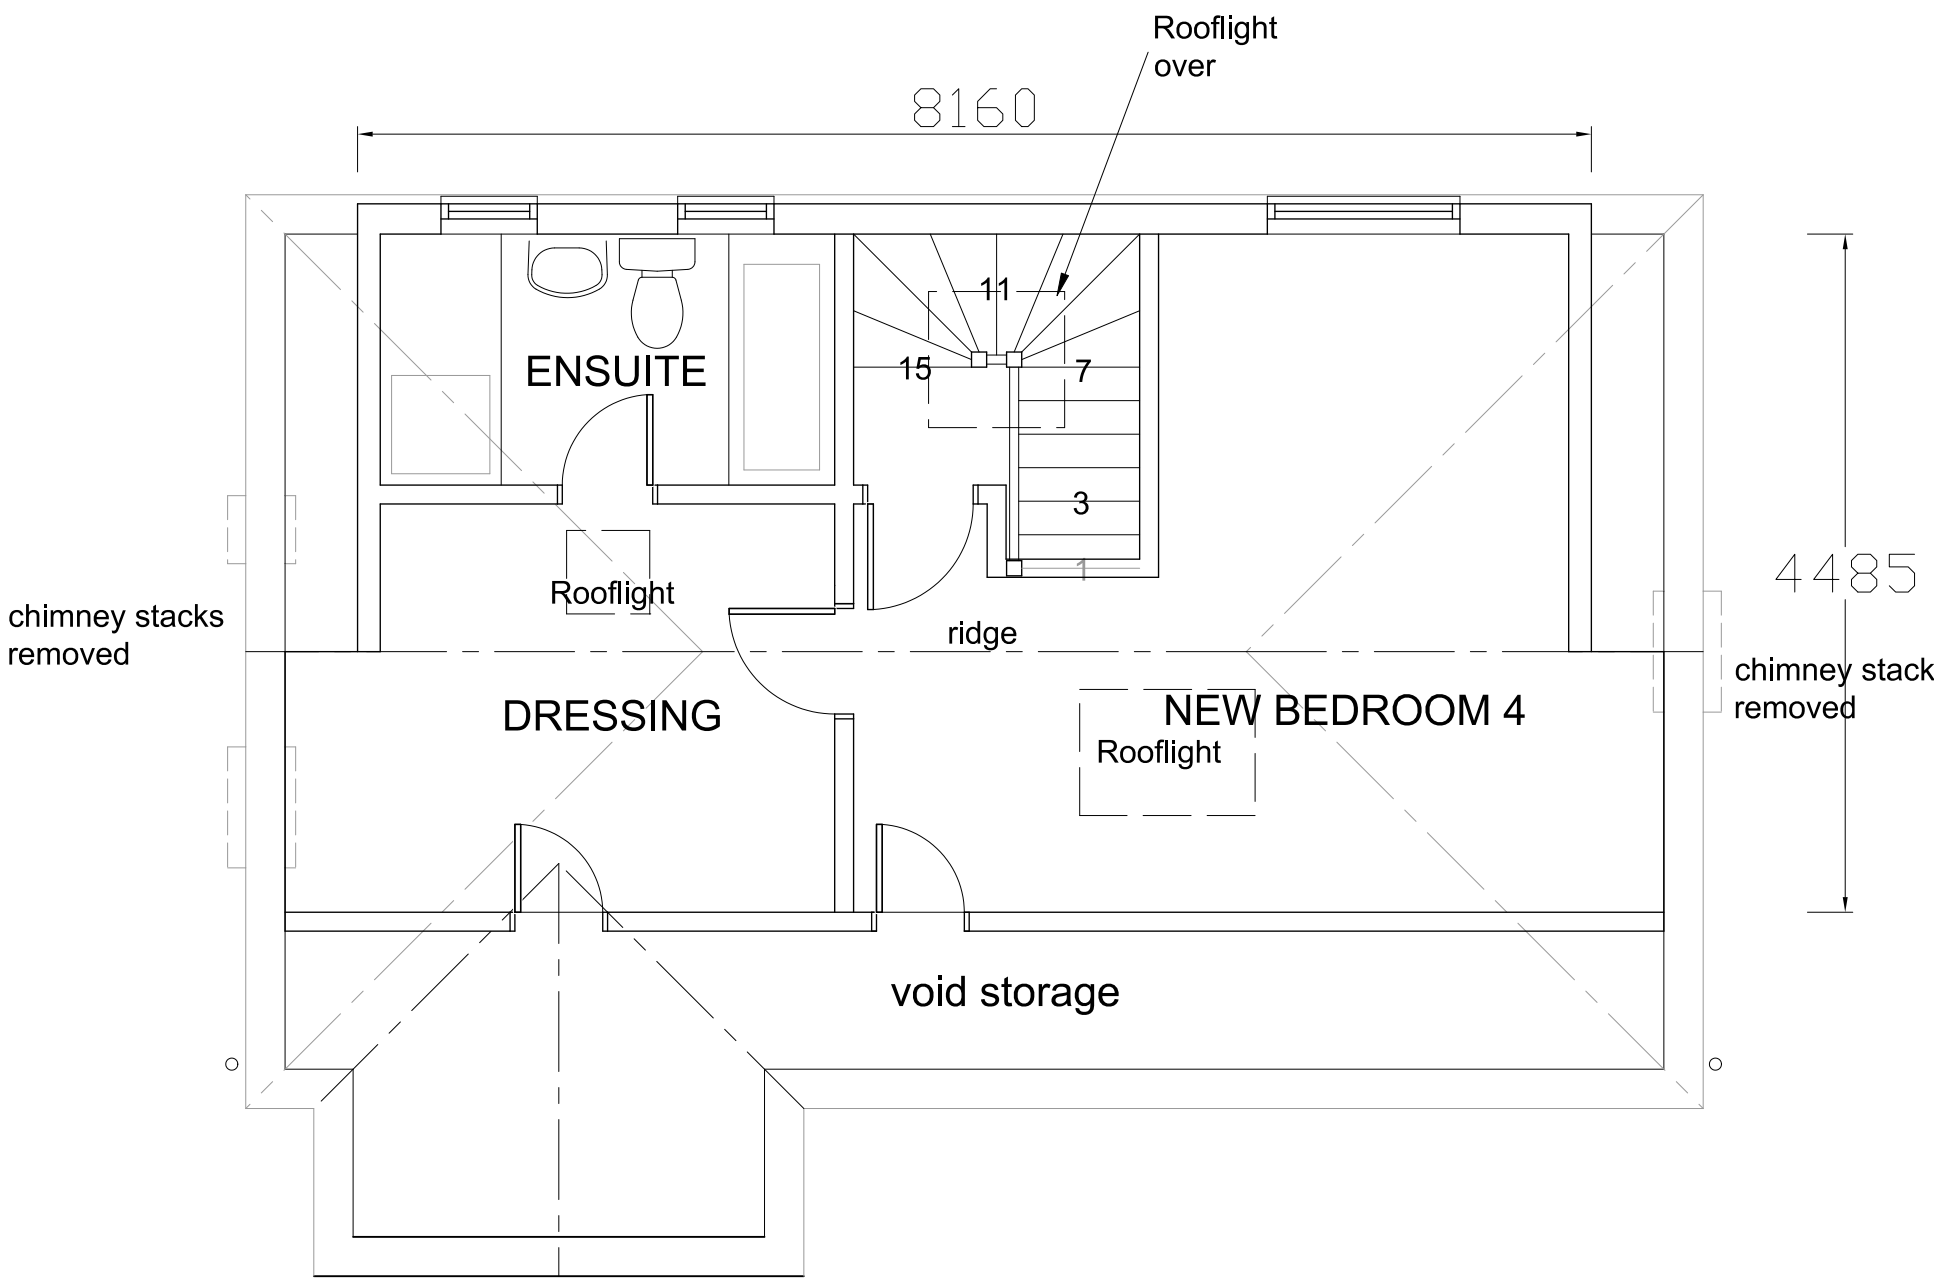 Rooflight
over
8160
11
ENSUITE
15
7
3
Rooflight
1
4485
chimney stacks
removed
ridge
chimney stack
removed
DRESSING
NEW BEDROOM 4
Rooflight
void storage